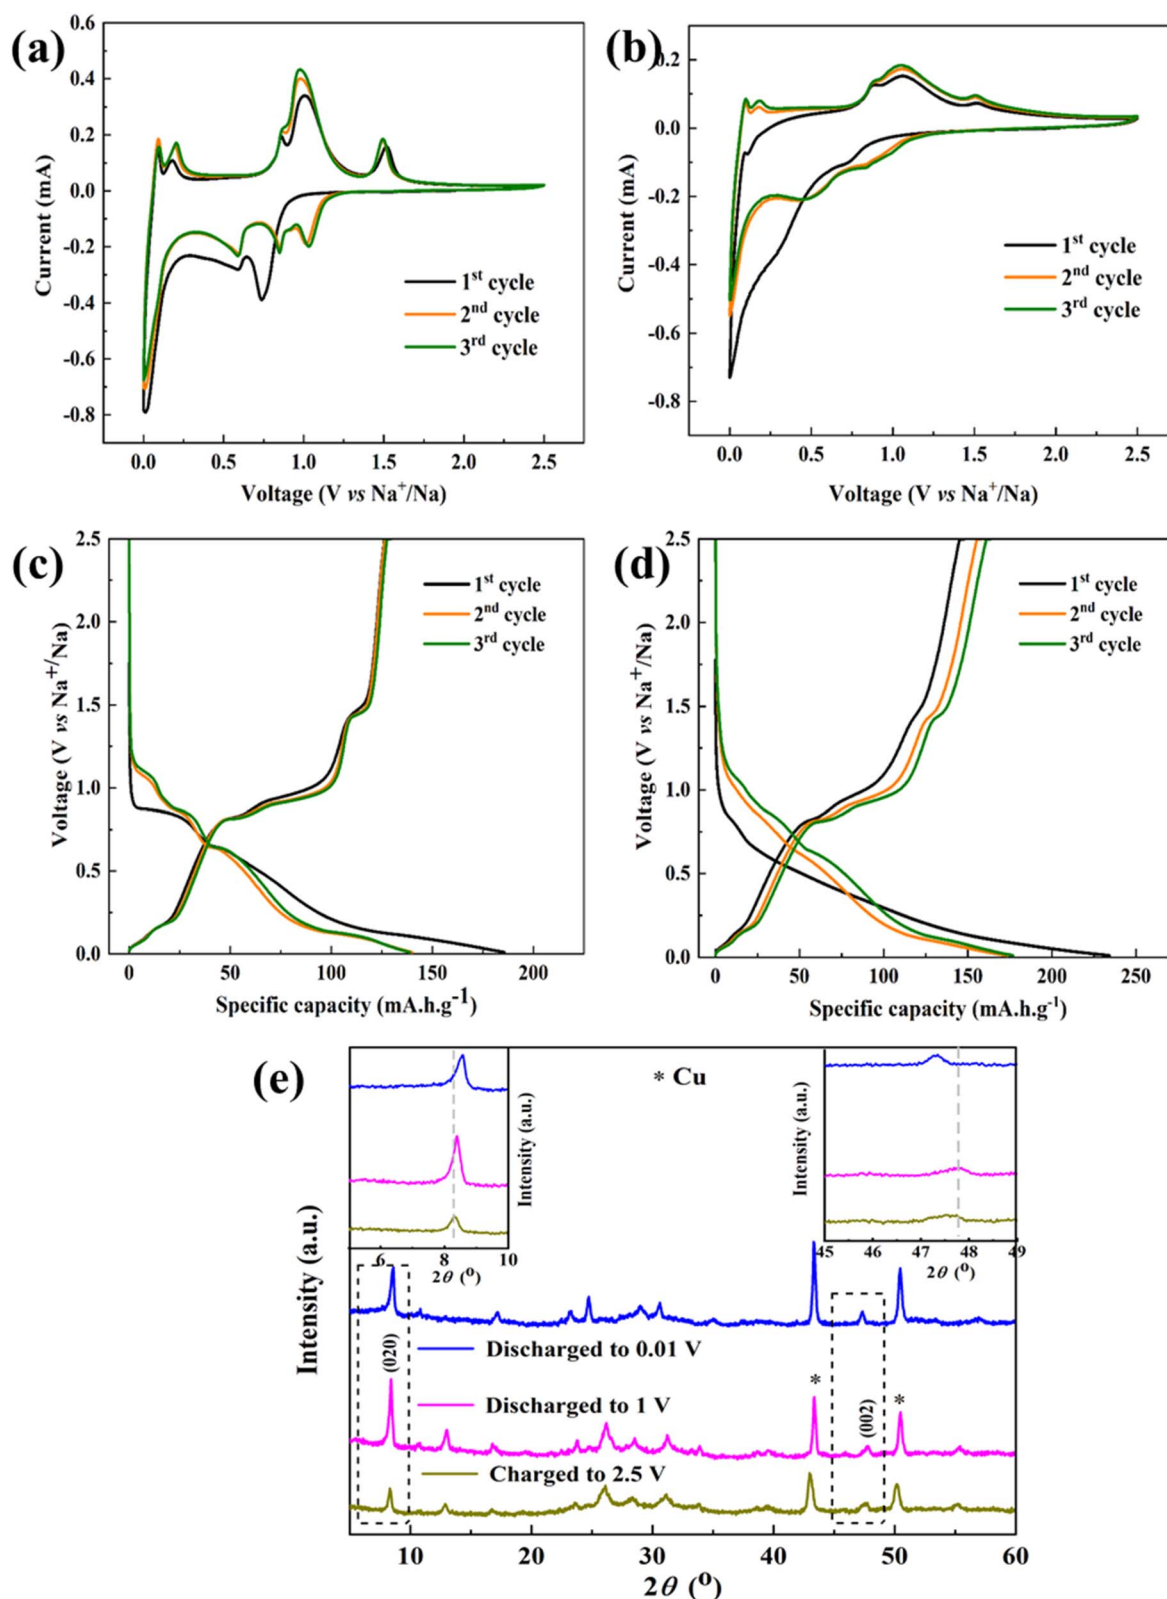 (a)
0.6
0.4
0.2
0.0
-0.2
-0.4
-0.6
-0.8
Current (mA)
1st cycle
2nd cycle
3rd cycle
0.0 0.5 1.0 1.5 2.0 2.5
Voltage (V vs Na+/Na)
(b)
0.2
0.0
-0.2
-0.4
-0.6
-0.8
Current (mA)
1st cycle
2nd cycle
3rd cycle
0.0 0.5 1.0 1.5 2.0 2.5
Voltage (V vs Na+/Na)
(c)
2.5
2.0
1.5
1.0
0.5
0.0
Voltage (V vs Na+/Na)
1st cycle
2nd cycle
3rd cycle
0 50 100 150 200
Specific capacity (mA.h.g-1)
(d)
2.5
2.0
1.5
1.0
0.5
0.0
Voltage (V vs Na+/Na)
1st cycle
2nd cycle
3rd cycle
0 50 100 150 200 250
Specific capacity (mA.h.g-1)
(e)
Intensity (a.u.)
6 8 10
2θ (o)
* Cu
Intensity (a.u.)
45 46 47 48 49
2θ (o)
Intensity (a.u.)
Discharged to 0.01 V
(020)
Discharged to 1 V
*
(002)
*
Charged to 2.5 V
10 20 30 40 50 60
2θ (o)